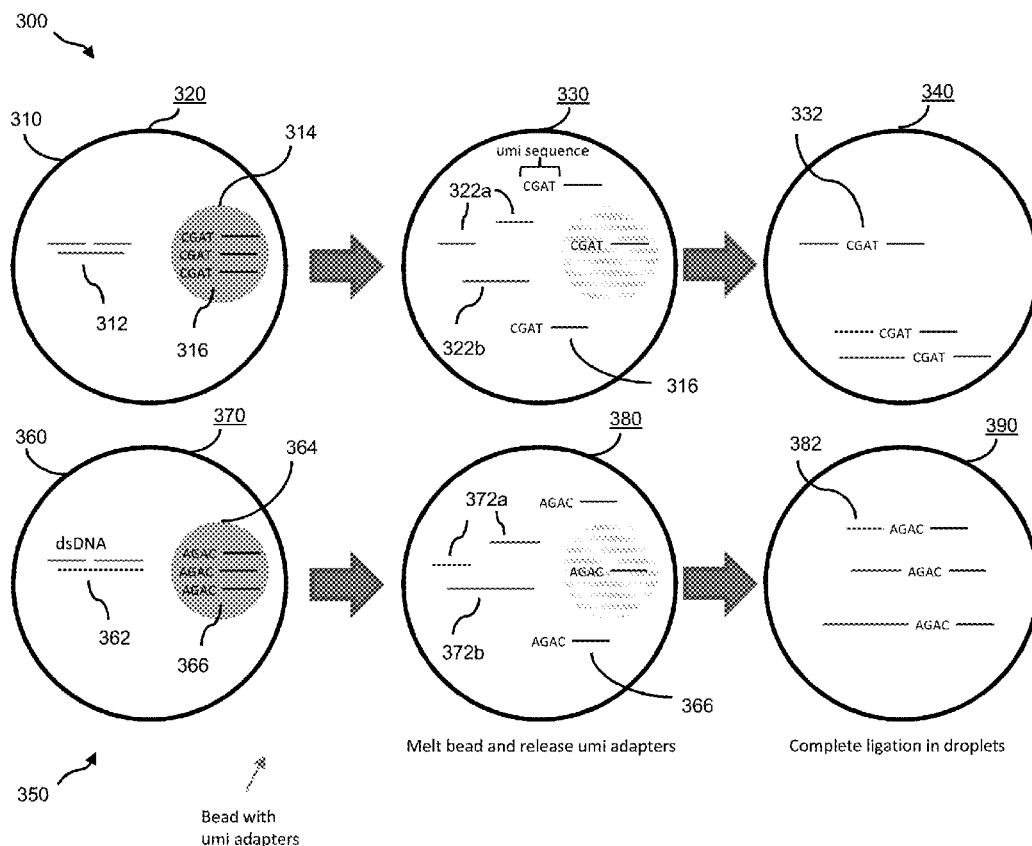 300
310
320
314
CGAT
CGAT
CGAT
312
316
330
umi sequence
CGAT
322a
CGAT
322b
CGAT
316
332
340
CGAT
CGAT
CGAT
360
370
364
dsDNA
AGAC
AGAC
AGAC
362
366
380
372a
AGAC
AGAC
372b
AGAC
366
382
390
AGAC
AGAC
AGAC
350
Bead with
umi adapters
Melt bead and release umi adapters
Complete ligation in droplets